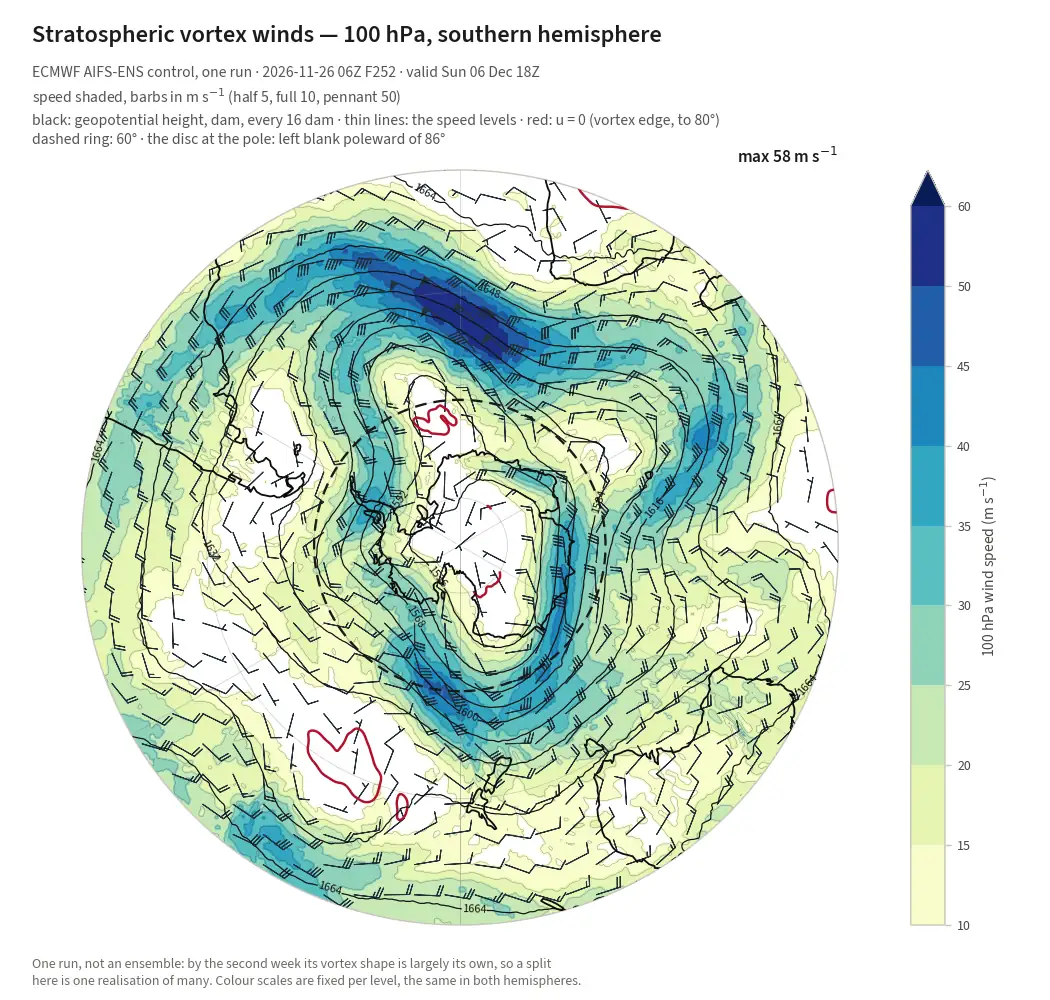 Stratospheric vortex winds — 100 hPa, southern hemisphere
ECMWF AIFS-ENS control, one run · 2026-11-26 06Z F252 · valid Sun 06 Dec 18Z
speed shaded, barbs in m s⁻¹ (half 5, full 10, pennant 50)
black: geopotential height, dam, every 16 dam · thin lines: the speed levels · red: u = 0 (vortex edge, to 80°)
dashed ring: 60° · the disc at the pole: left blank poleward of 86°
max 58 m s⁻¹
1664
1648
1664
1664
1584
1616
1632
1568
1600
1664
1664
1664
60
50
45
40
35
30
25
20
15
10
100 hPa wind speed (m s⁻¹)
One run, not an ensemble: by the second week its vortex shape is largely its own, so a split
here is one realisation of many. Colour scales are fixed per level, the same in both hemispheres.